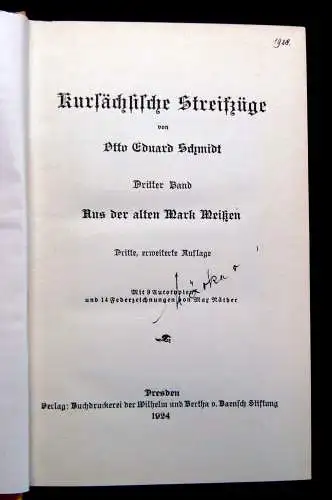 1928.
Kursächsische Streifzüge
von
Otto Eduard Schmidt
Dritter Band
Aus der alten Mark Meißen
Dritte, erweiterte Auflage
Mit 9 Autotypien
und 14 Federzeichnungen von Max Näther
Dresden
Verlag: Buchdruckerei der Wilhelm und Bertha v. Baensch Stiftung
1924